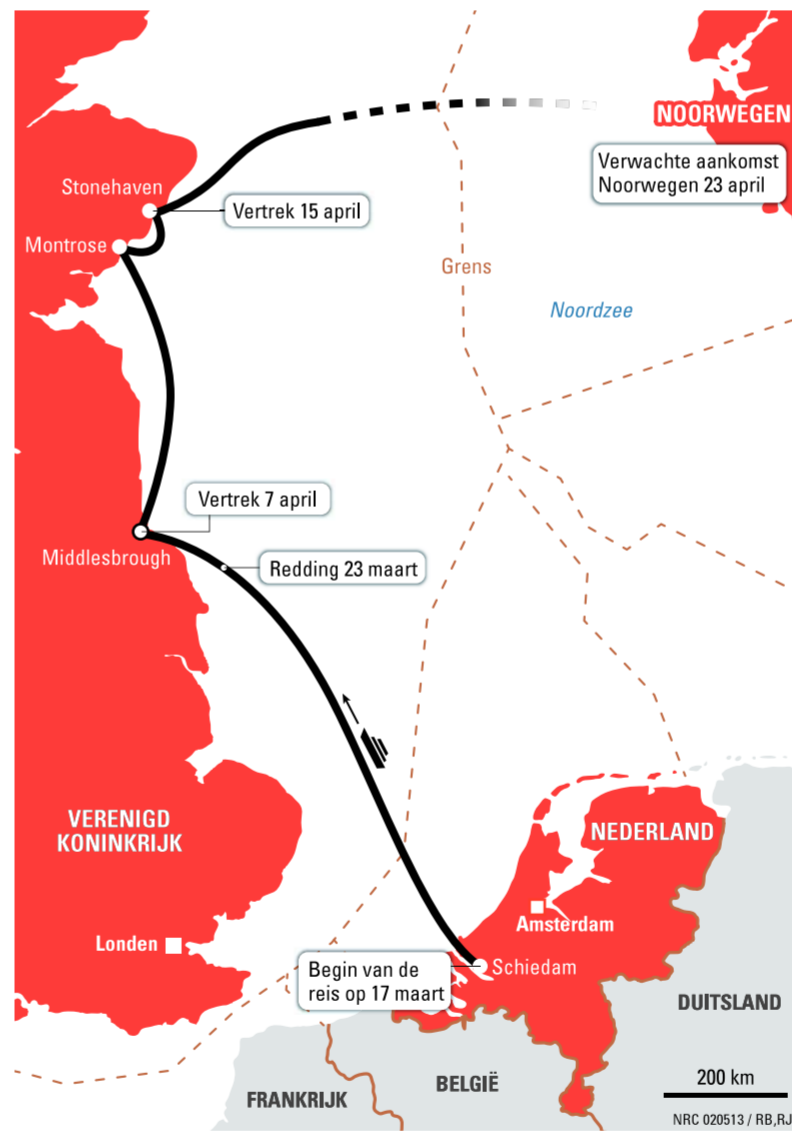 NOORWEGEN
Verwachte aankomst
Noorwegen 23 april
Stonehaven
Vertrek 15 april
Montrose
Grens
Noordzee
Vertrek 7 april
Middlesbrough
Redding 23 maart
VERENIGD
KONINKRIJK
NEDERLAND
Amsterdam
Londen
Begin van de
reis op 17 maart
Schiedam
DUITSLAND
BELGIË
FRANKRIJK
200 km
NRC 020513 / RB,RJ